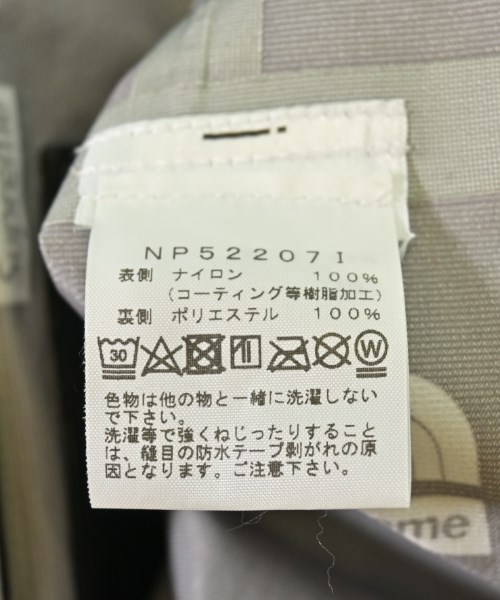 NP52207I
表側 ナイロン 100%
(コーティング等樹脂加工)
裏側 ポリエステル 100%
30 W
色物は他の物と一緒に洗濯しない
で下さい。
洗濯等で強くねじったりすること
は、縫目の防水テープ剝がれの原
因となります。ご注意下さい。
me